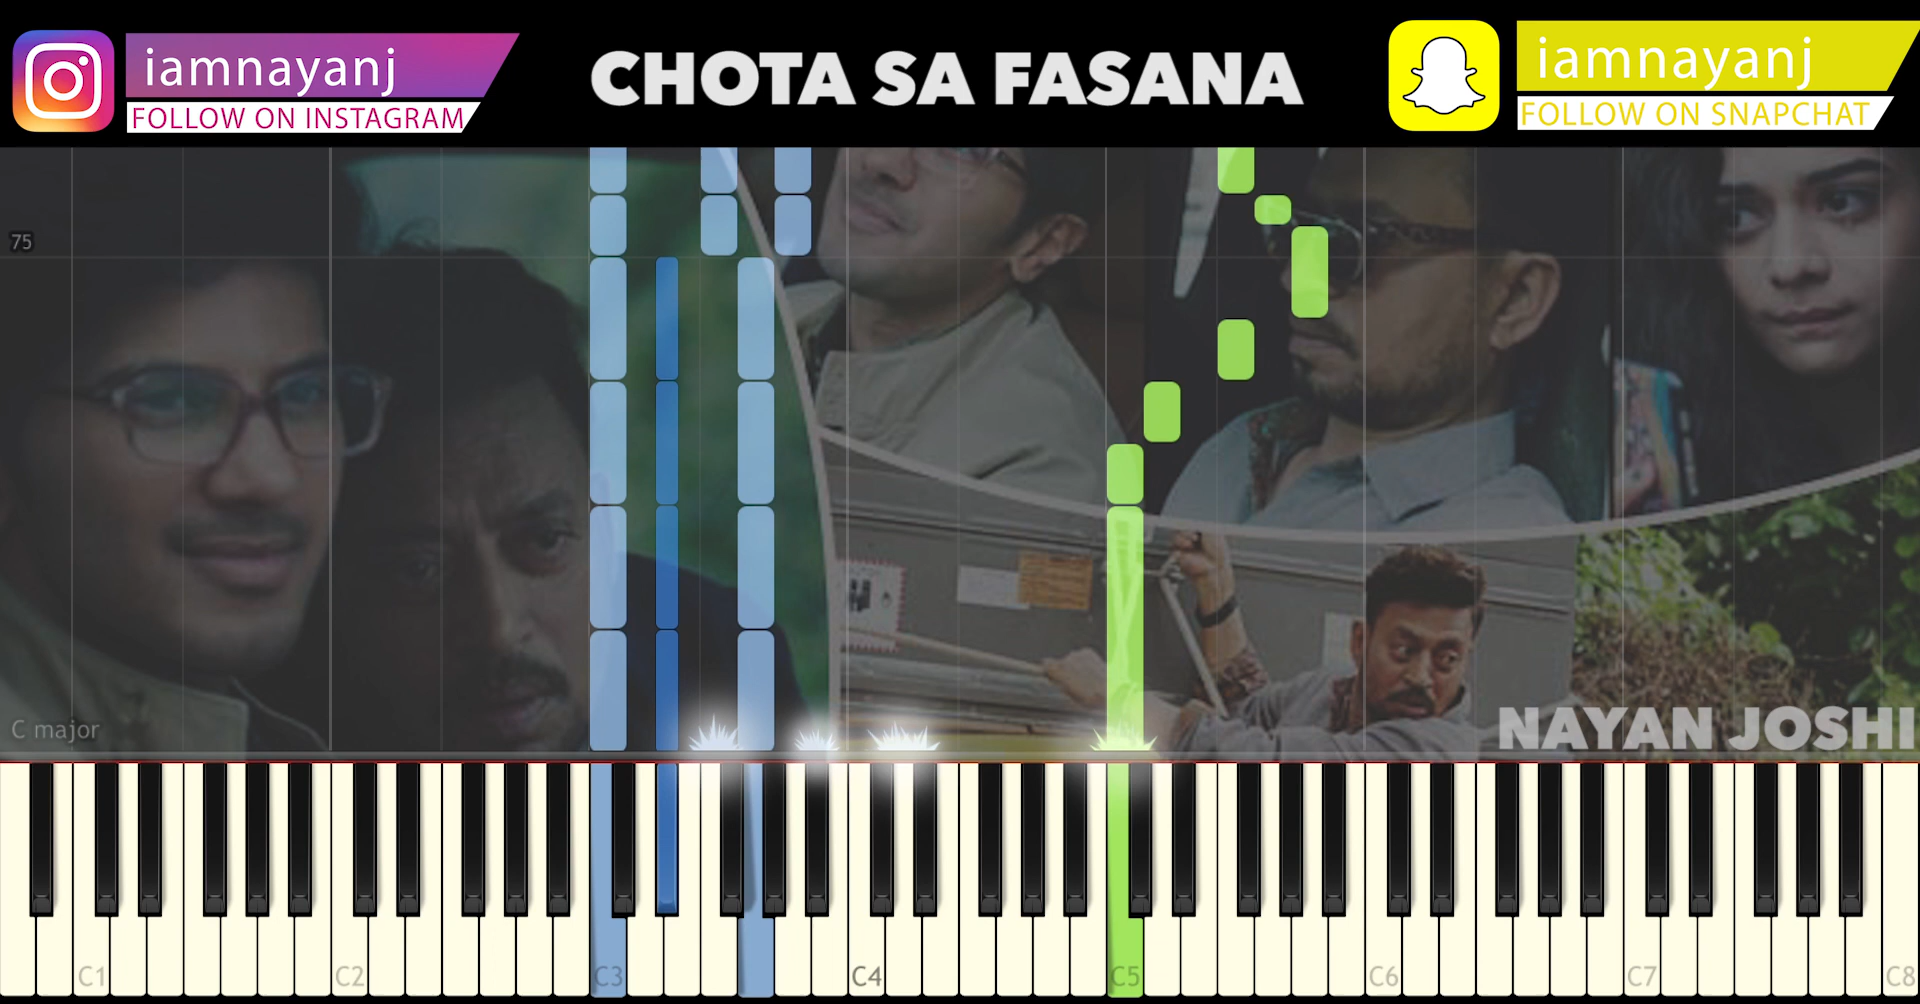 iamnayanj
FOLLOW ON INSTAGRAM
CHOTA SA FASANA
iamnayanj
FOLLOW ON SNAPCHAT
75
C major
NAYAN JOSHI
C1 C2 C3 C4 C5 C6 C7 C8